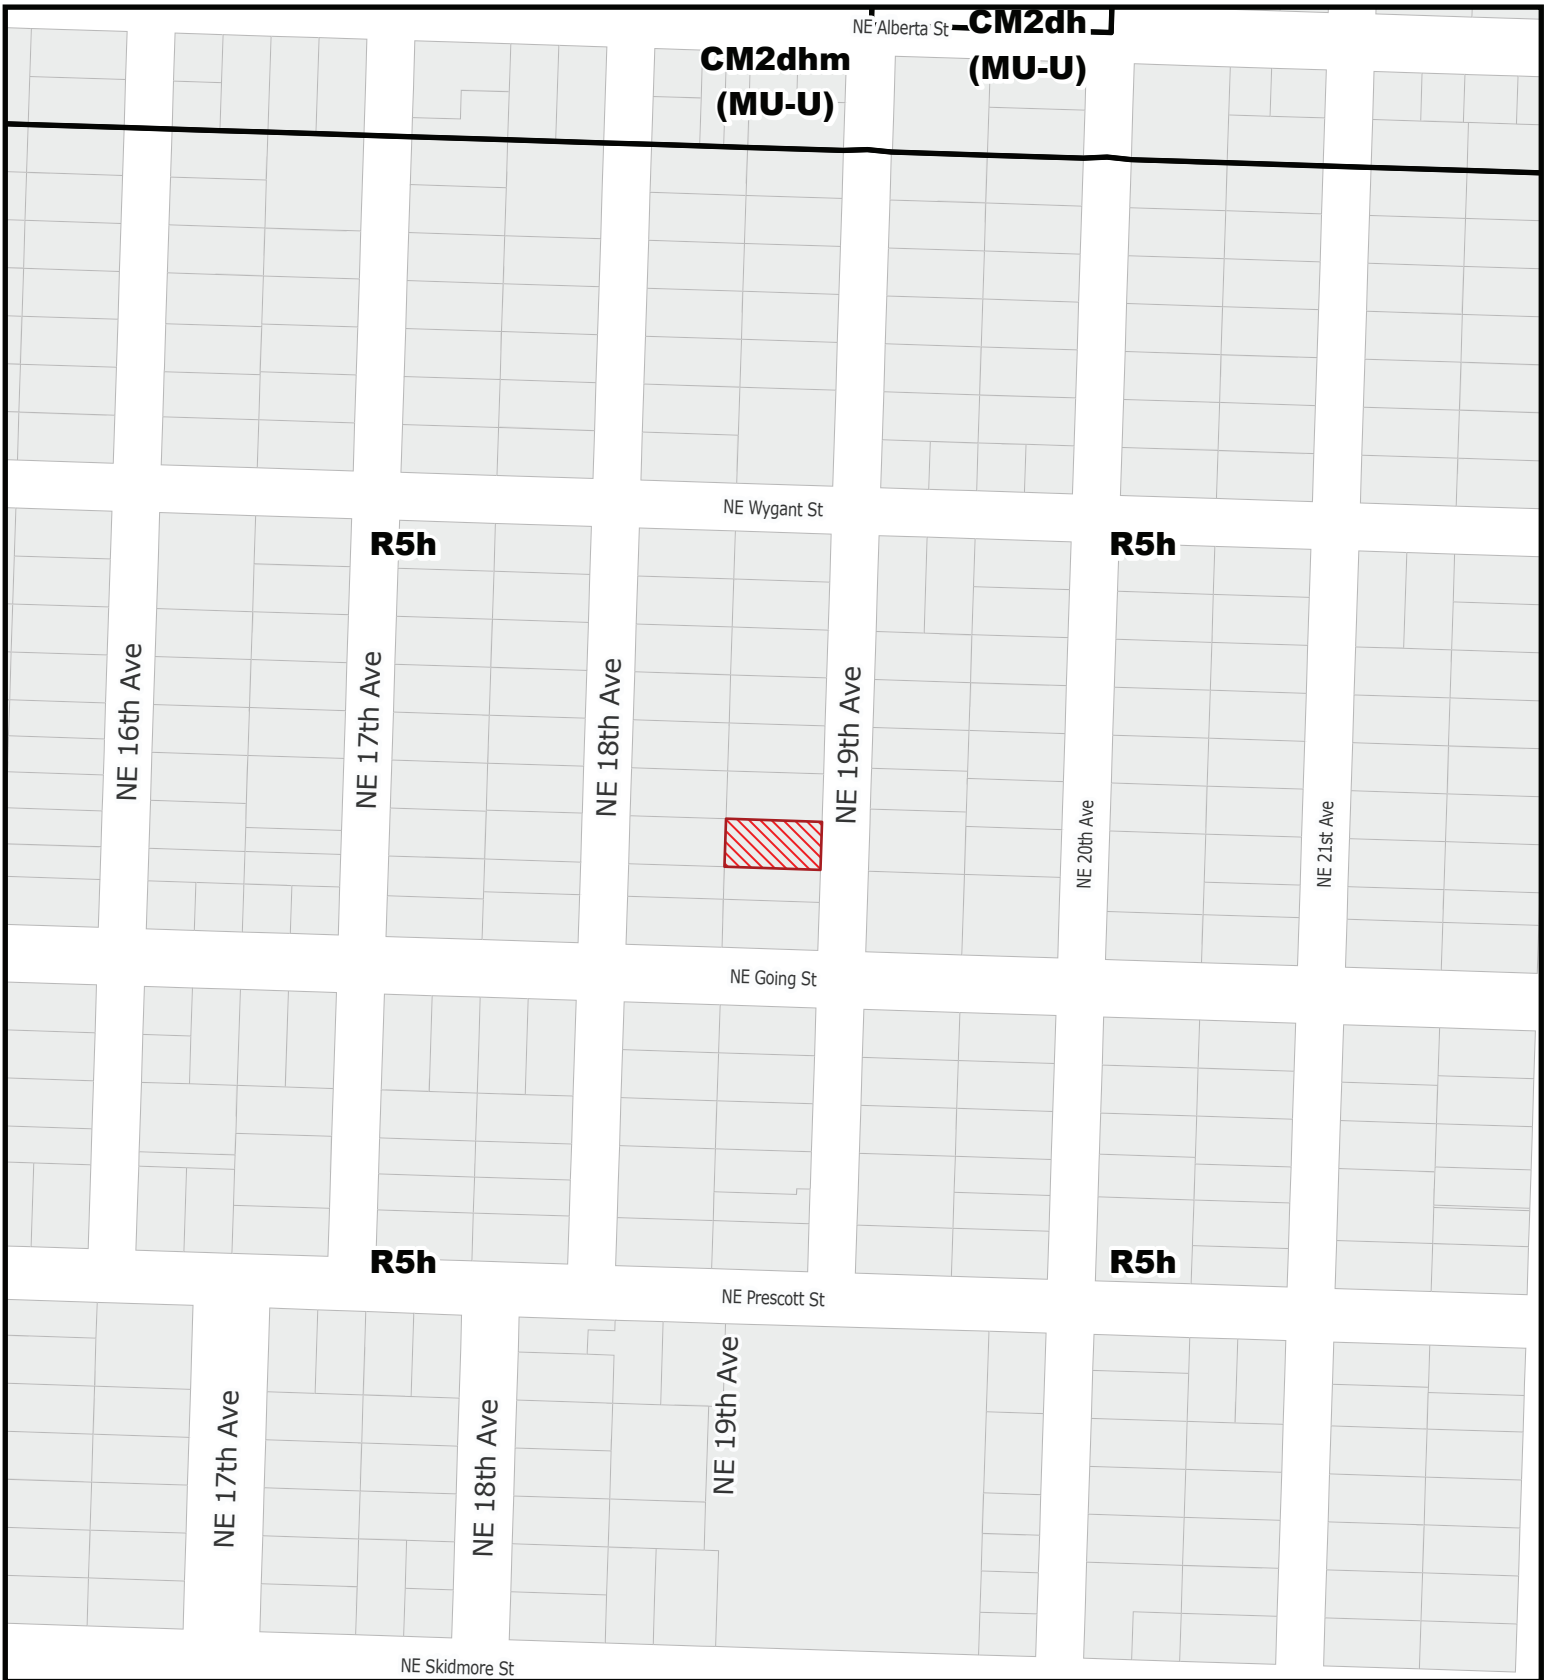 NE Alberta St
CM2dh
(MU-U)
CM2dhm
(MU-U)
NE Wygant St
R5h
R5h
NE 16th Ave
NE 17th Ave
NE 18th Ave
NE 19th Ave
NE 20th Ave
NE 21st Ave
NE Going St
R5h
R5h
NE Prescott St
NE 17th Ave
NE 18th Ave
NE 19th Ave
NE Skidmore St